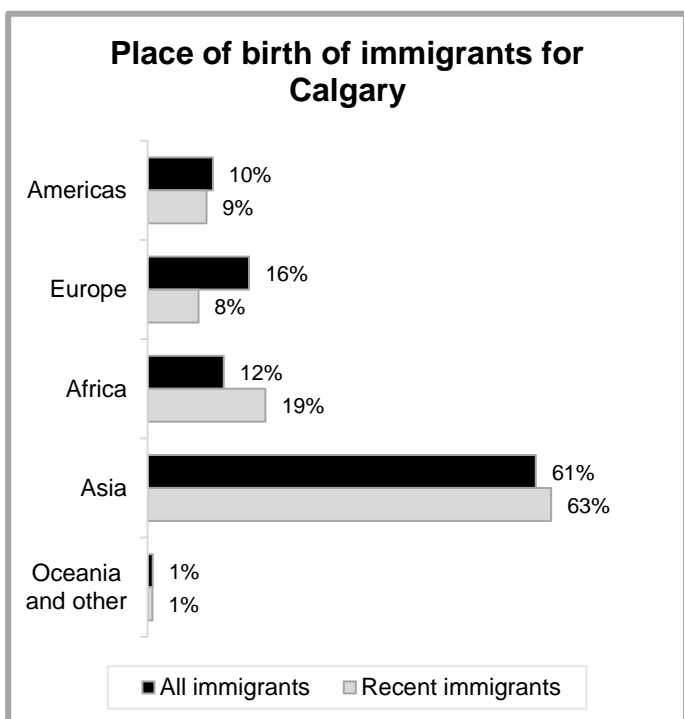 Place of birth of immigrants for
Calgary
Americas
10%
9%
Europe
16%
8%
Africa
12%
19%
Asia
61%
63%
Oceania
and other
1%
1%
All immigrants
Recent immigrants